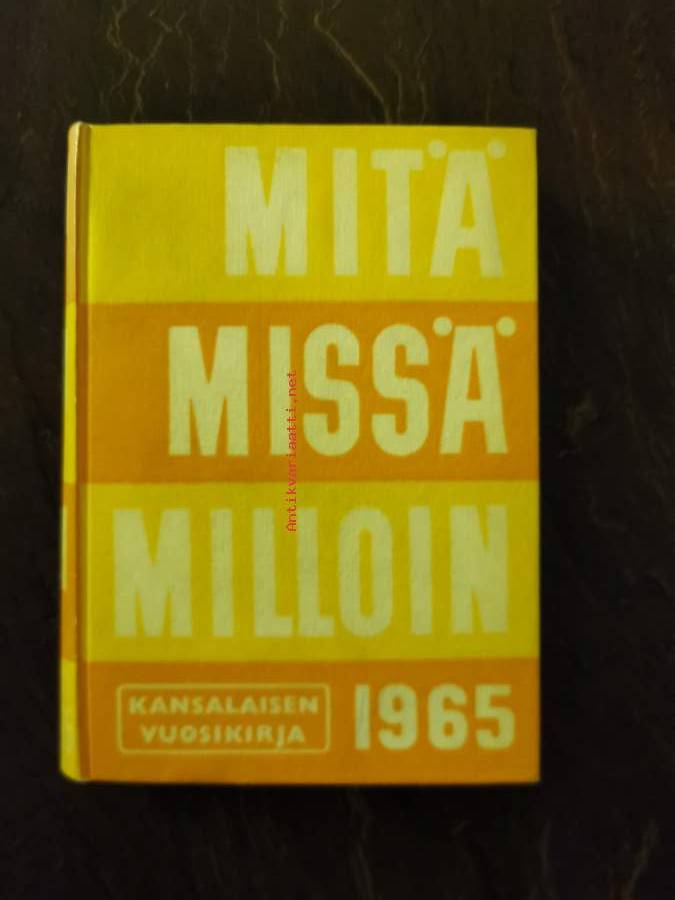 MITÄ
MISSÄ
MILLOIN
KANSALAISEN
VUOSIKIRJA
1965
Antikvariaatti.net